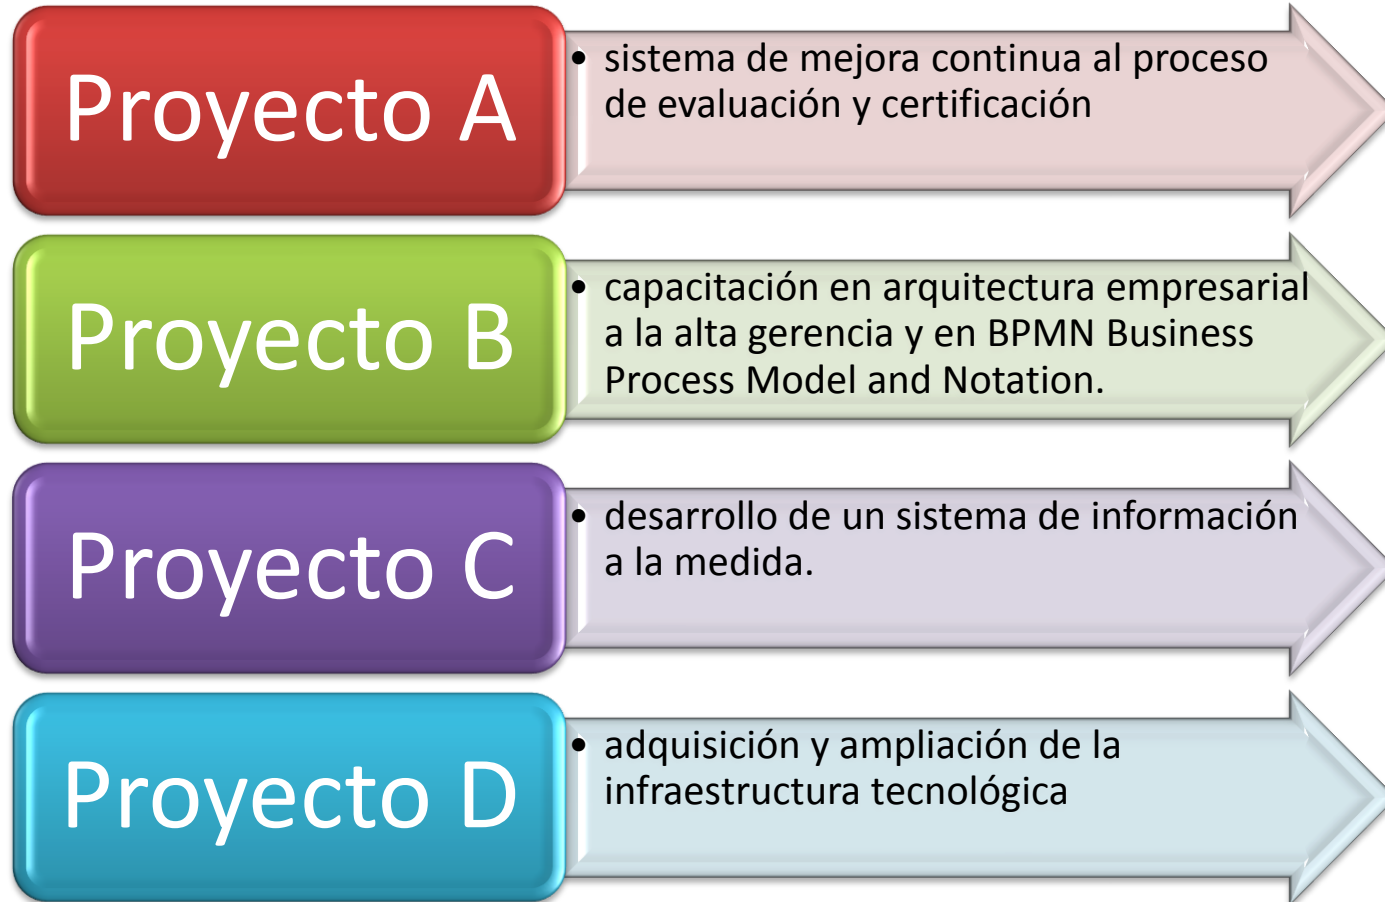 Proyecto A
• sistema de mejora continua al proceso
de evaluación y certificación
Proyecto B
• capacitación en arquitectura empresarial
a la alta gerencia y en BPMN Business
Process Model and Notation.
Proyecto C
• desarrollo de un sistema de información
a la medida.
Proyecto D
• adquisición y ampliación de la
infraestructura tecnológica